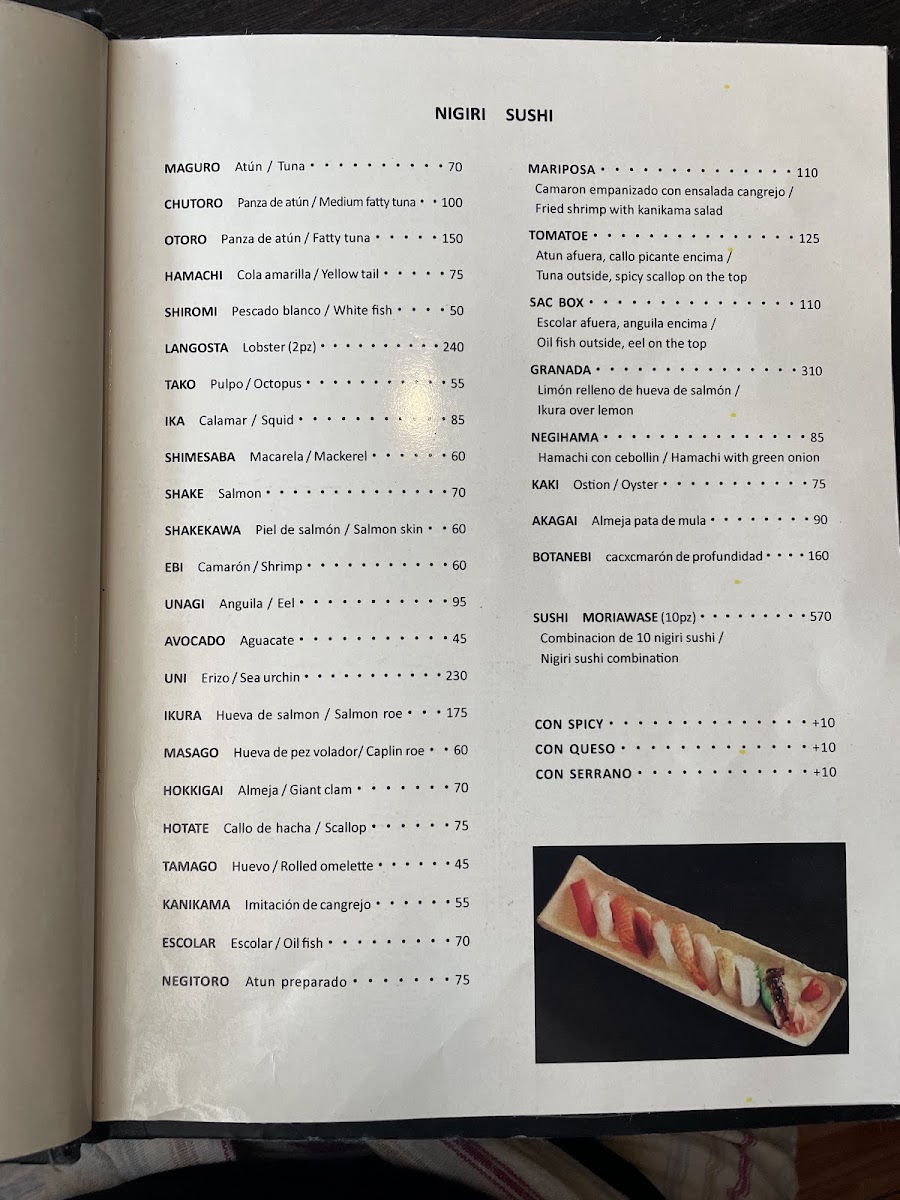 NIGIRI SUSHI
MAGURO Atún / Tuna · · · · · · · · · · 70
CHUTORO Panza de atún / Medium fatty tuna · · 100
OTORO Panza de atún / Fatty tuna · · · · · 150
HAMACHI Cola amarilla / Yellow tail · · · · · 75
SHIROMI Pescado blanco / White fish · · · · 50
LANGOSTA Lobster (2pz) · · · · · · · · · · 240
TAKO Pulpo / Octopus · · · · · · · · · · · 55
IKA Calamar / Squid · · · · · · · · · · · 85
SHIMESABA Macarela / Mackerel · · · · · · 60
SHAKE Salmon · · · · · · · · · · · · · 70
SHAKEKAWA Piel de salmón / Salmon skin · · 60
EBI Camarón / Shrimp · · · · · · · · · · · 60
UNAGI Anguila / Eel · · · · · · · · · · · 95
AVOCADO Aguacate · · · · · · · · · · · 45
UNI Erizo / Sea urchin · · · · · · · · · · · 230
IKURA Hueva de salmon / Salmon roe · · · 175
MASAGO Hueva de pez volador/ Caplin roe · · 60
HOKKIGAI Almeja / Giant clam · · · · · · · 70
HOTATE Callo de hacha / Scallop · · · · · · 75
TAMAGO Huevo / Rolled omelette · · · · · · 45
KANIKAMA Imitación de cangrejo · · · · · · 55
ESCOLAR Escolar / Oil fish · · · · · · · · · 70
NEGITORO Atun preparado · · · · · · · 75
MARIPOSA · · · · · · · · · · · · · · 110
Camaron empanizado con ensalada cangrejo /
Fried shrimp with kanikama salad
TOMATOE · · · · · · · · · · · · · · · 125
Atun afuera, callo picante encima /
Tuna outside, spicy scallop on the top
SAC BOX · · · · · · · · · · · · · · · 110
Escolar afuera, anguila encima /
Oil fish outside, eel on the top
GRANADA · · · · · · · · · · · · · · · 310
Limón relleno de hueva de salmón /
Ikura over lemon
NEGIHAMA · · · · · · · · · · · · · · 85
Hamachi con cebollin / Hamachi with green onion
KAKI Ostion / Oyster · · · · · · · · · · · 75
AKAGAI Almeja pata de mula · · · · · · · · 90
BOTANEBI cacxcmarón de profundidad · · · · 160
SUSHI MORIAWASE (10pz) · · · · · · · · · 570
Combinacion de 10 nigiri sushi /
Nigiri sushi combination
CON SPICY · · · · · · · · · · · · · · +10
CON QUESO · · · · · · · · · · · · · +10
CON SERRANO · · · · · · · · · · · · +10